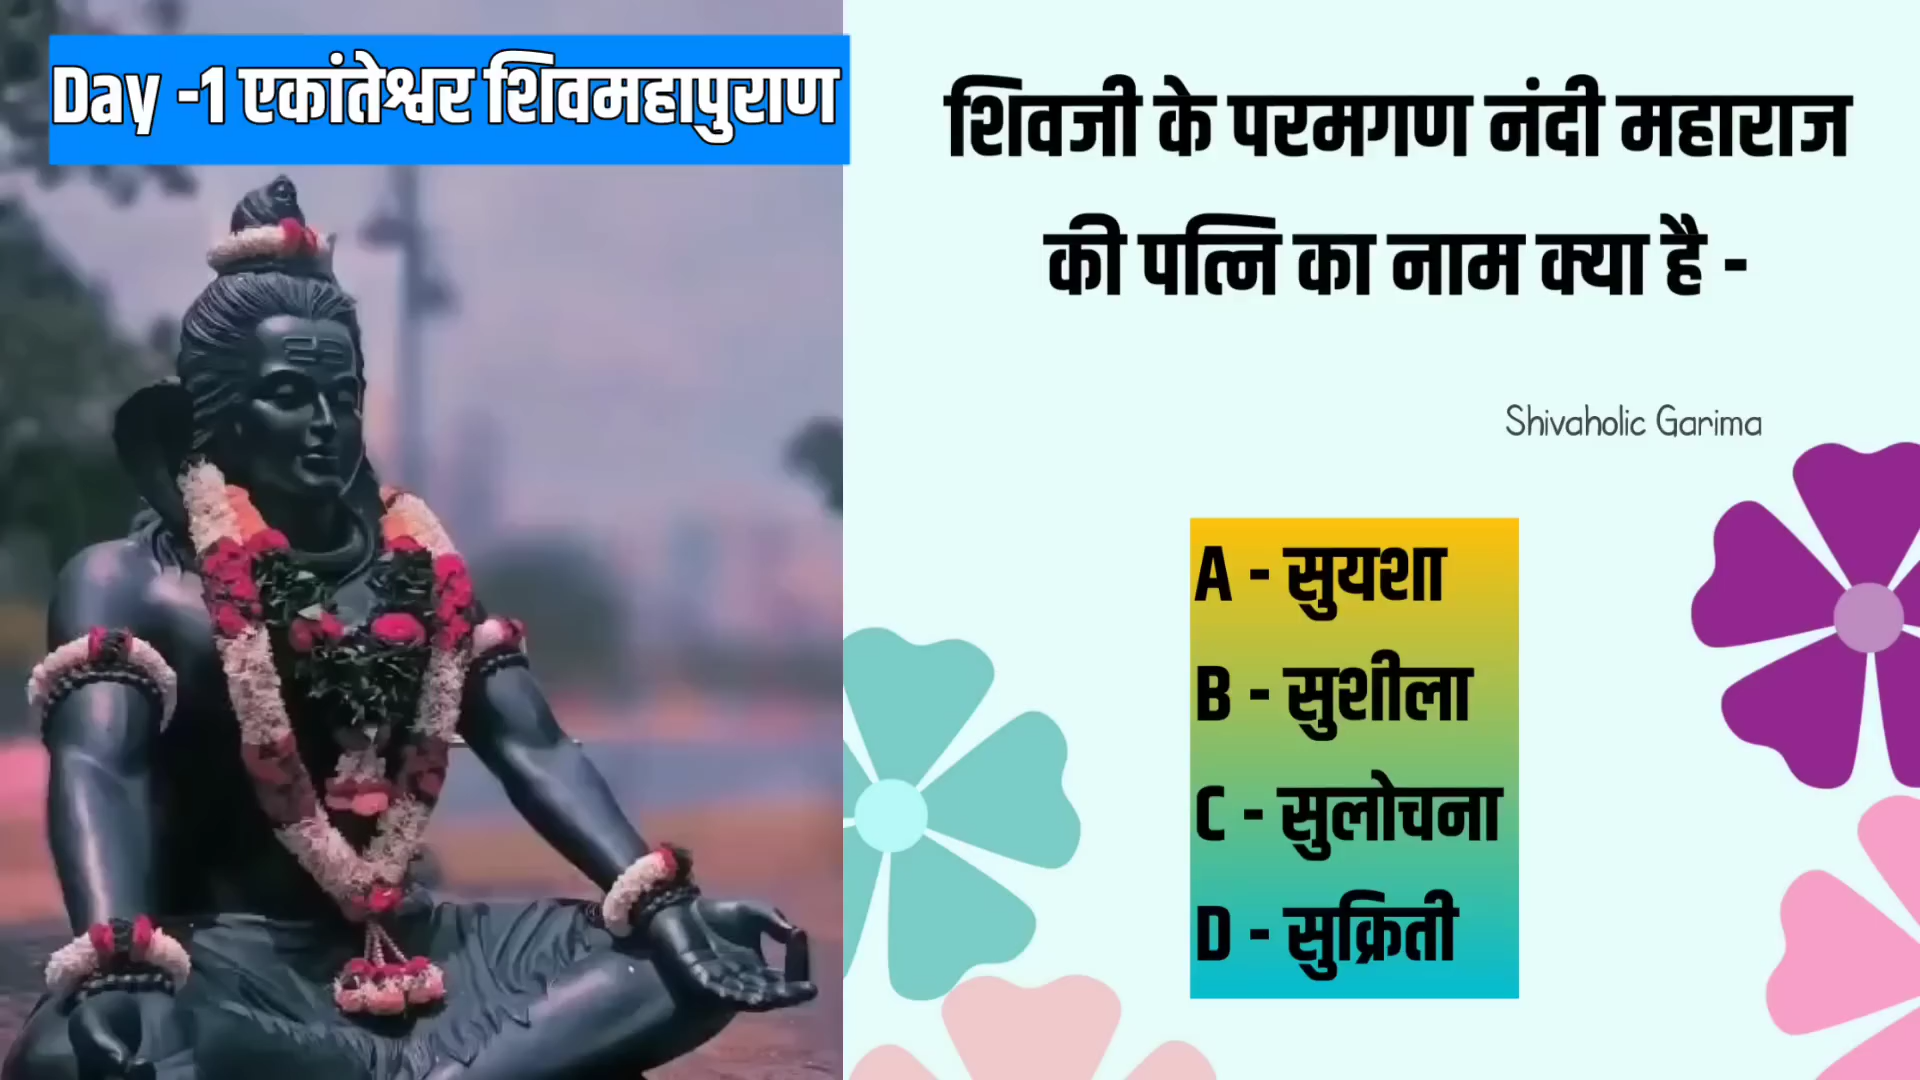 Day -1 एकांतेश्वर शिवमहापुराण
शिवजी के परमगण नंदी महाराज
की पत्नि का नाम क्या है -
Shivaholic Garima
A - सुयशा
B - सुशीला
C - सुलोचना
D - सुक्रिती